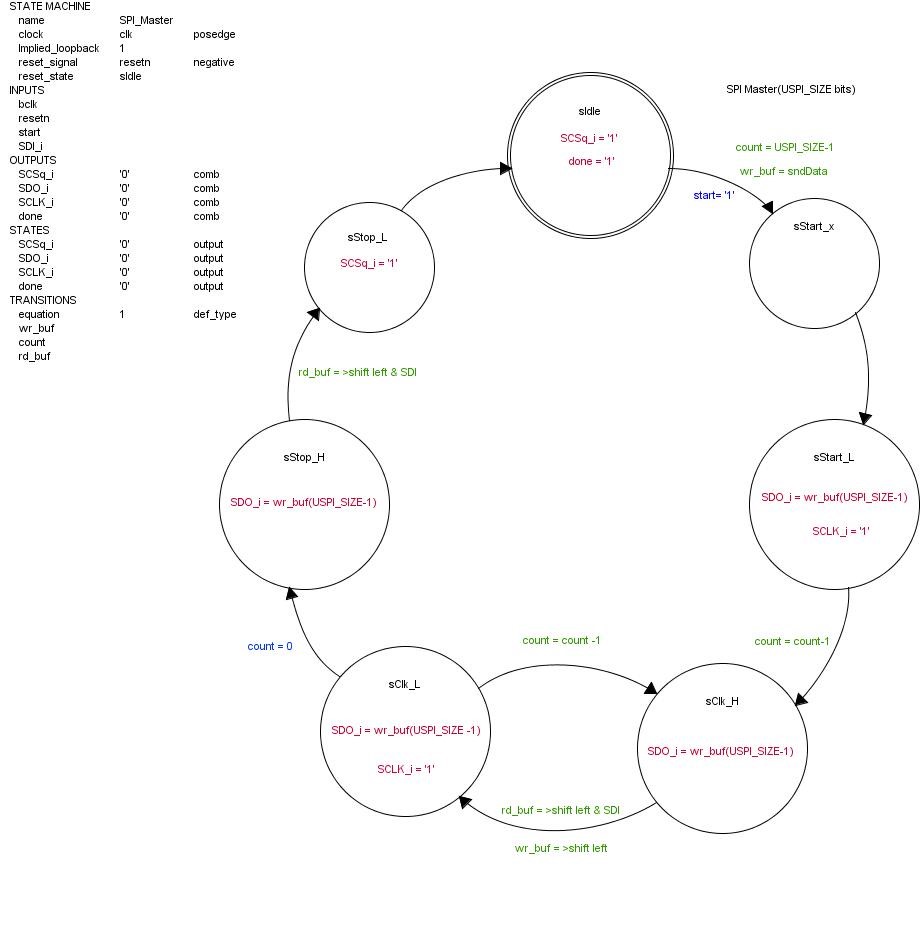 STATE MACHINE
name SPI_Master
clock clk posedge
Implied_loopback 1
reset_signal resetn negative
reset_state sIdle
INPUTS
bclk
resetn
start
SDI_i
OUTPUTS
SCSq_i '0' comb
SDO_i '0' comb
SCLK_i '0' comb
done '0' comb
STATES
SCSq_i '0' output
SDO_i '0' output
SCLK_i '0' output
done '0' output
TRANSITIONS
equation 1 def_type
wr_buf
count
rd_buf
SPI Master(USPI_SIZE bits)
sIdle
SCSq_i = '1'
done = '1'
count = USPI_SIZE-1
wr_buf = sndData
start= '1'
sStart_x
sStop_L
SCSq_i = '1'
rd_buf = >shift left & SDI
sStop_H
SDO_i = wr_buf(USPI_SIZE-1)
sStart_L
SDO_i = wr_buf(USPI_SIZE-1)
SCLK_i = '1'
count = 0
count = count -1
count = count-1
sClk_L
SDO_i = wr_buf(USPI_SIZE -1)
SCLK_i = '1'
sClk_H
SDO_i = wr_buf(USPI_SIZE-1)
rd_buf = >shift left & SDI
wr_buf = >shift left